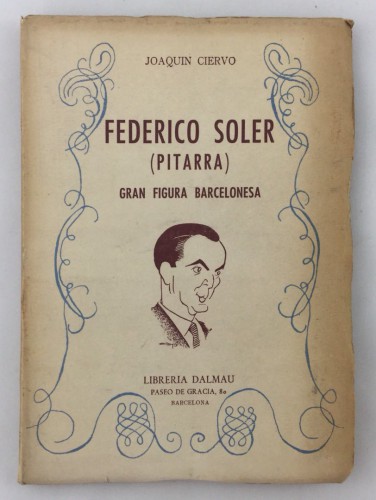 JOAQUIN CIERVO
FEDERICO SOLER
(PITARRA)
GRAN FIGURA BARCELONESA
LIBRERIA DALMAU
PASEO DE GRACIA, 80
BARCELONA